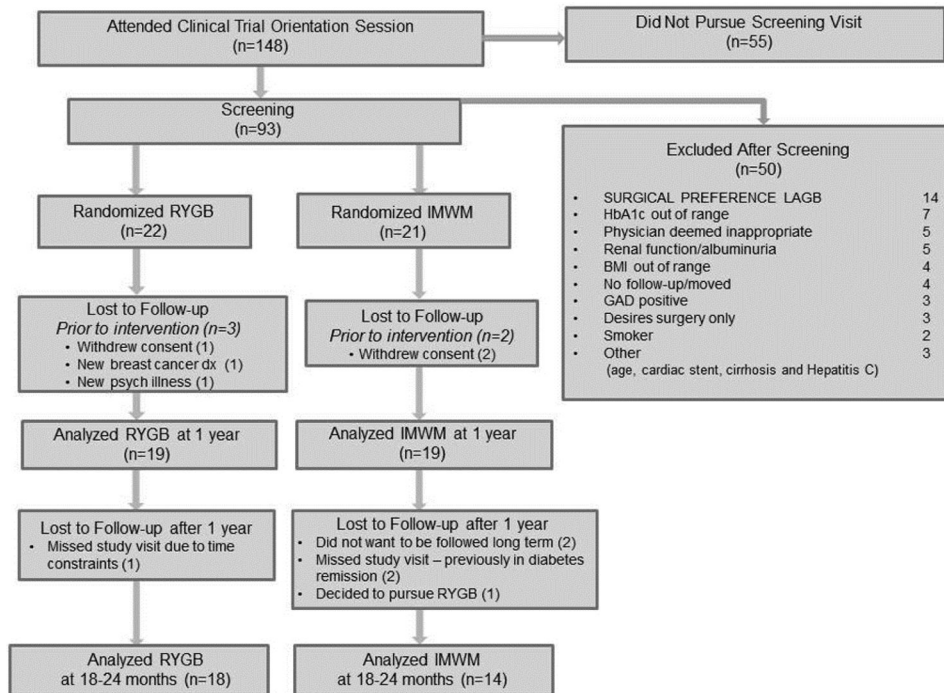 Attended Clinical Trial Orientation Session
(n=148)
Did Not Pursue Screening Visit
(n=55)
Screening
(n=93)
Excluded After Screening
(n=50)
• SURGICAL PREFERENCE LAGB 14
• HbA1c out of range 7
• Physician deemed inappropriate 5
• Renal function/albuminuria 5
• BMI out of range 4
• No follow-up/moved 4
• GAD positive 3
• Desires surgery only 3
• Smoker 2
• Other 3
(age, cardiac stent, cirrhosis and Hepatitis C)
Randomized RYGB
(n=22)
Randomized IMWM
(n=21)
Lost to Follow-up
Prior to intervention (n=3)
• Withdrew consent (1)
• New breast cancer dx (1)
• New psych illness (1)
Lost to Follow-up
Prior to intervention (n=2)
• Withdrew consent (2)
Analyzed RYGB at 1 year
(n=19)
Analyzed IMWM at 1 year
(n=19)
Lost to Follow-up after 1 year
• Missed study visit due to time
constraints (1)
Lost to Follow-up after 1 year
• Did not want to be followed long term (2)
• Missed study visit – previously in diabetes
remission (2)
• Decided to pursue RYGB (1)
Analyzed RYGB
at 18-24 months (n=18)
Analyzed IMWM
at 18-24 months (n=14)